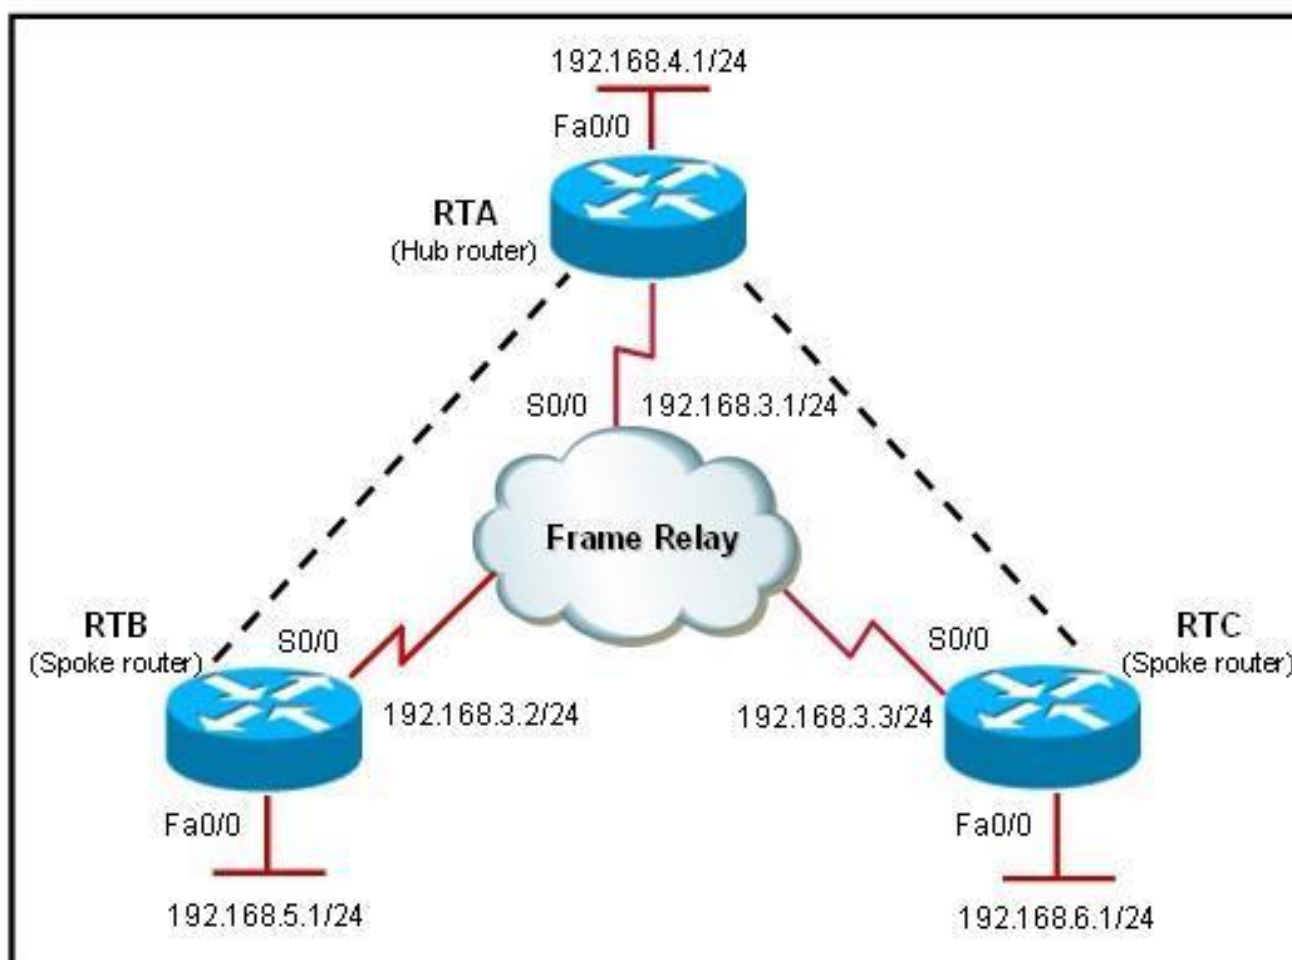 192.168.4.1/24
Fa0/0
RTA
(Hub router)
S0/0
192.168.3.1/24
Frame Relay
RTB
(Spoke router)
S0/0
192.168.3.2/24
S0/0
RTC
(Spoke router)
192.168.3.3/24
Fa0/0
192.168.5.1/24
Fa0/0
192.168.6.1/24